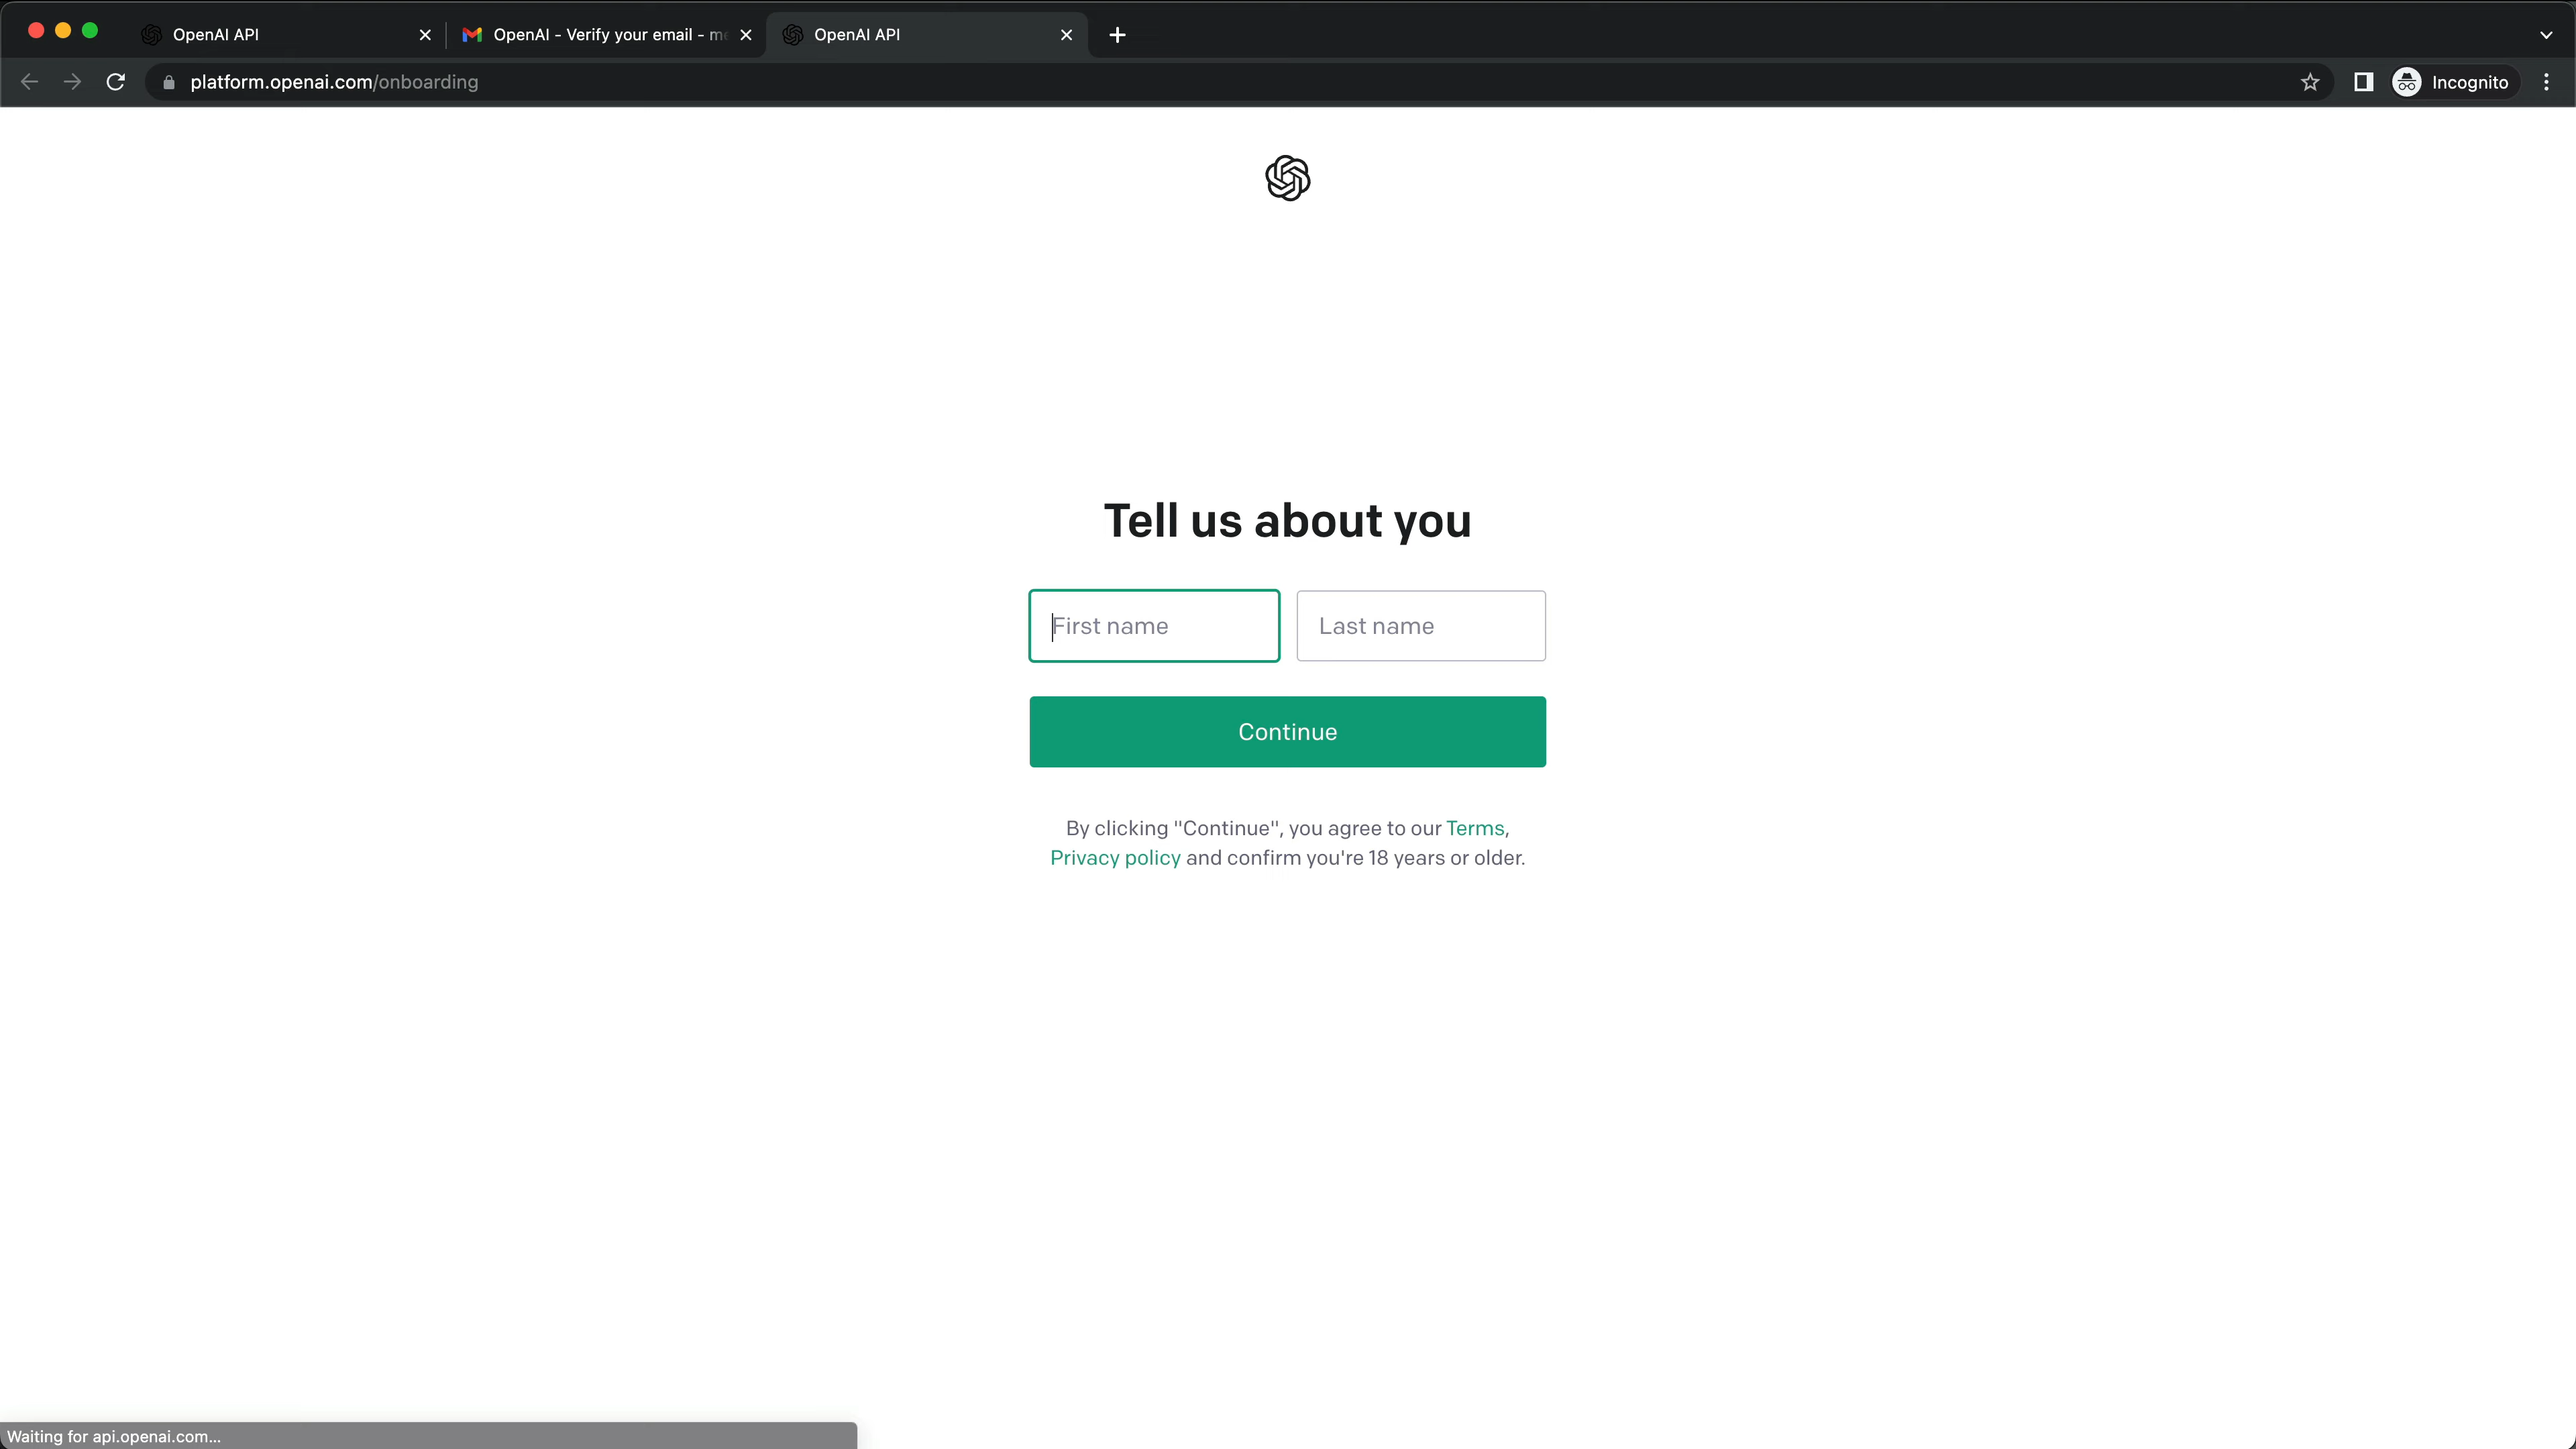 OpenAI API
OpenAI - Verify your email - me
OpenAI API
platform.openai.com/onboarding
Incognito
Tell us about you
First name
Last name
Continue
By clicking "Continue", you agree to our Terms,
Privacy policy and confirm you're 18 years or older.
Waiting for api.openai.com...